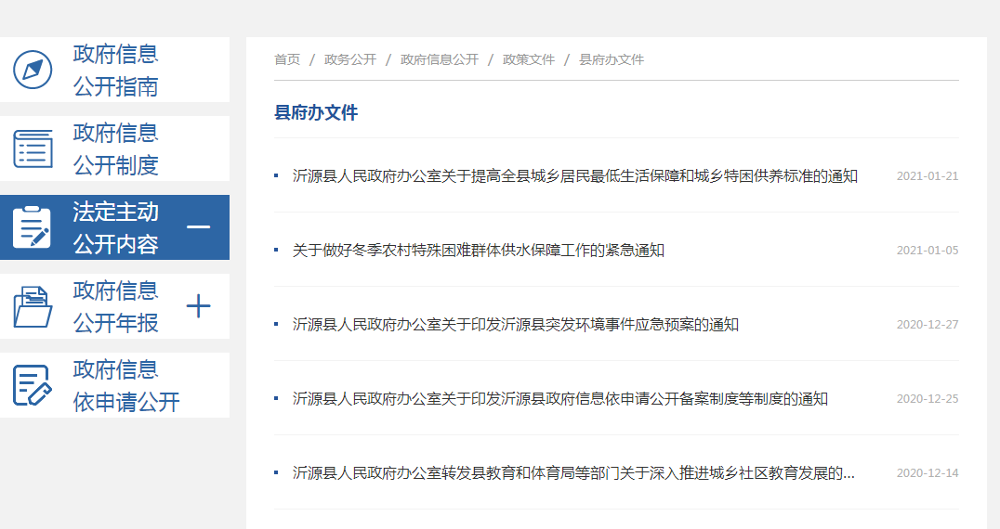 政府信息
公开指南
政府信息
公开制度
法定主动
公开内容
政府信息
公开年报
政府信息
依申请公开
首页 / 政务公开 / 政府信息公开 / 政策文件 / 县府办文件
县府办文件
沂源县人民政府办公室关于提高全县城乡居民最低生活保障和城乡特困供养标准的通知 2021-01-21
关于做好冬季农村特殊困难群体供水保障工作的紧急通知 2021-01-05
沂源县人民政府办公室关于印发沂源县突发环境事件应急预案的通知 2020-12-27
沂源县人民政府办公室关于印发沂源县政府信息依申请公开备案制度等制度的通知 2020-12-25
沂源县人民政府办公室转发县教育和体育局等部门关于深入推进城乡社区教育发展的... 2020-12-14